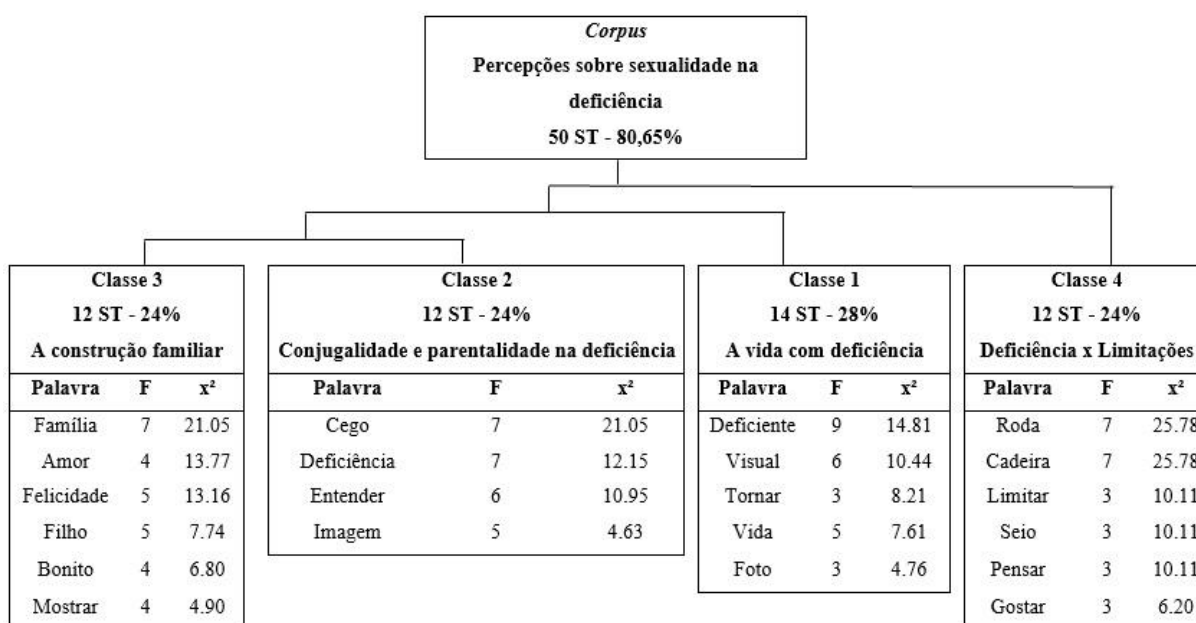 Corpus
Percepções sobre sexualidade na
deficiência
50 ST - 80,65%
Classe 3
12 ST - 24%
A construção familiar
Palavra F x²
Família 7 21.05
Amor 4 13.77
Felicidade 5 13.16
Filho 5 7.74
Bonito 4 6.80
Mostrar 4 4.90
Classe 2
12 ST - 24%
Conjugalidade e parentalidade na deficiência
Palavra F x²
Cego 7 21.05
Deficiência 7 12.15
Entender 6 10.95
Imagem 5 4.63
Classe 1
14 ST - 28%
A vida com deficiência
Palavra F x²
Deficiente 9 14.81
Visual 6 10.44
Tornar 3 8.21
Vida 5 7.61
Foto 3 4.76
Classe 4
12 ST - 24%
Deficiência x Limitações
Palavra F x²
Roda 7 25.78
Cadeira 7 25.78
Limitar 3 10.11
Seio 3 10.11
Pensar 3 10.11
Gostar 3 6.20